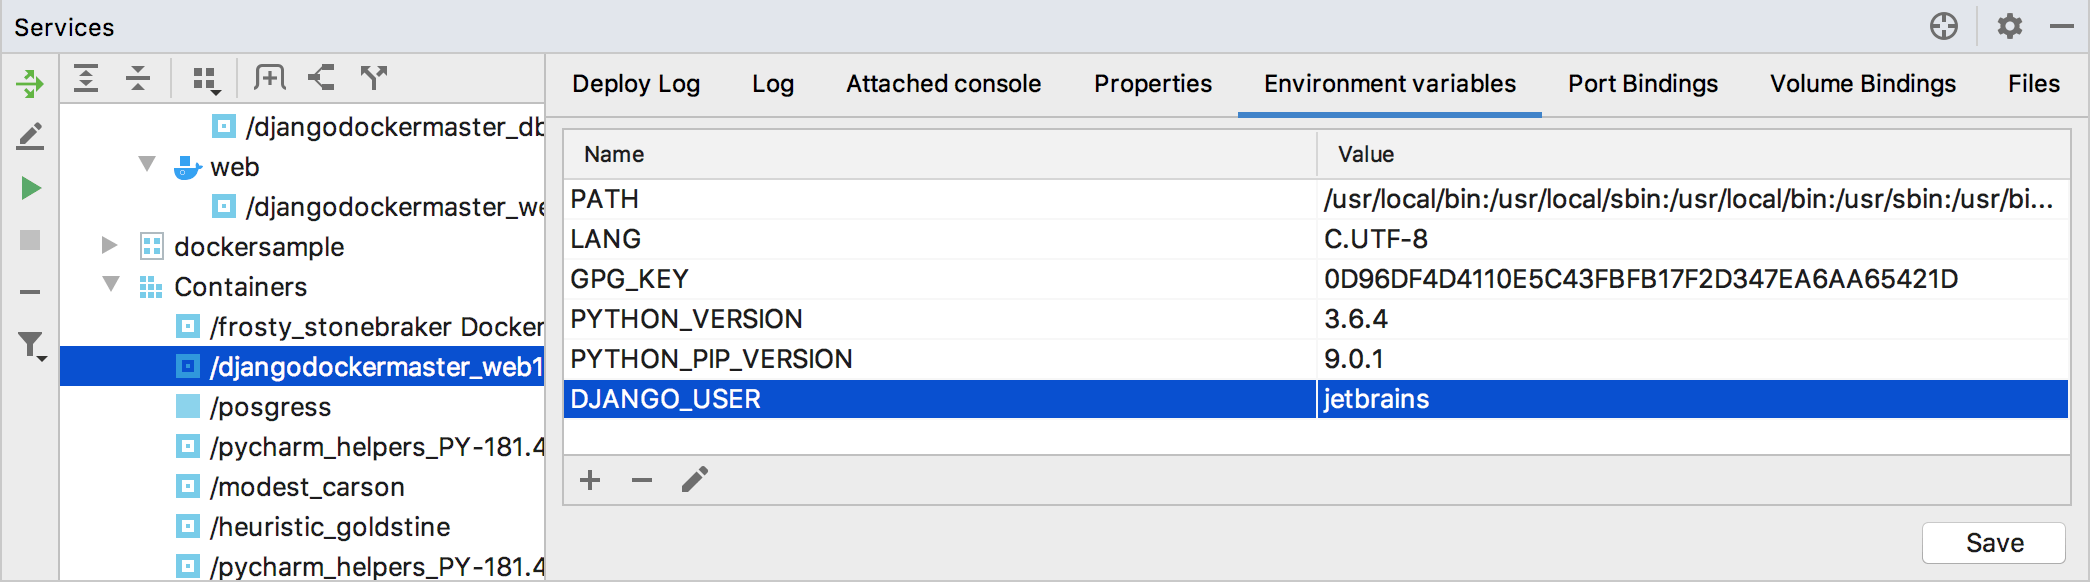 Services
Deploy Log Log Attached console Properties Environment variables Port Bindings Volume Bindings Files
/djangodockermaster_db
web
/djangodockermaster_we
dockersample
Containers
/frosty_stonebraker Docker
/djangodockermaster_web1
/posgress
/pycharm_helpers_PY-181.4
/modest_carson
/heuristic_goldstine
/pycharm_helpers_PY-181.4
Name Value
PATH /usr/local/bin:/usr/local/sbin:/usr/local/bin:/usr/sbin:/usr/bi...
LANG C.UTF-8
GPG_KEY 0D96DF4D4110E5C43FBFB17F2D347EA6AA65421D
PYTHON_VERSION 3.6.4
PYTHON_PIP_VERSION 9.0.1
DJANGO_USER jetbrains
Save